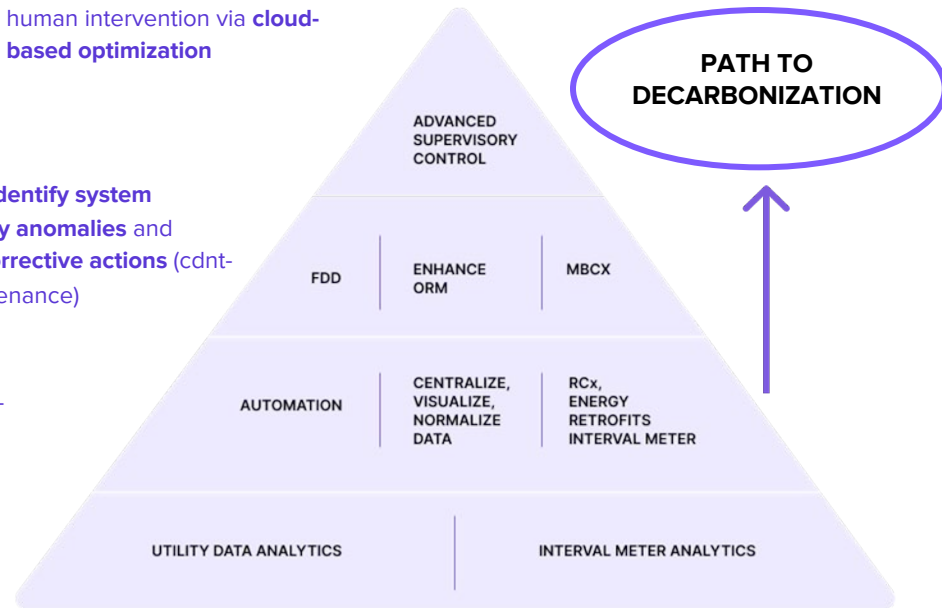 human intervention via cloud-
based optimization
PATH TO
DECARBONIZATION
ADVANCED
SUPERVISORY
CONTROL
dentify system
y anomalies and
orrective actions (cdnt-
enance)
FDD
ENHANCE
ORM
MBCX
-
AUTOMATION
CENTRALIZE,
VISUALIZE,
NORMALIZE
DATA
RCx,
ENERGY
RETROFITS
INTERVAL METER
UTILITY DATA ANALYTICS
INTERVAL METER ANALYTICS